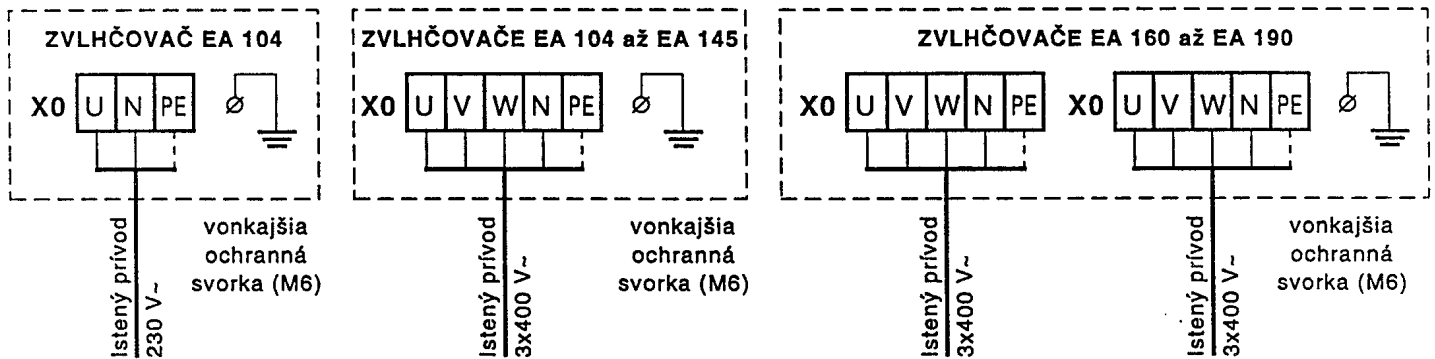 ZVLHČOVAČ EA 104
X0 U N PE
Istený prívod
230 V~
vonkajšia
ochranná
svorka (M6)
ZVLHČOVAČE EA 104 až EA 145
X0 U V W N PE
Istený prívod
3x400 V~
vonkajšia
ochranná
svorka (M6)
ZVLHČOVAČE EA 160 až EA 190
X0 U V W N PE
X0 U V W N PE
Istený prívod
3x400 V~
Istený prívod
3x400 V~
vonkajšia
ochranná
svorka (M6)